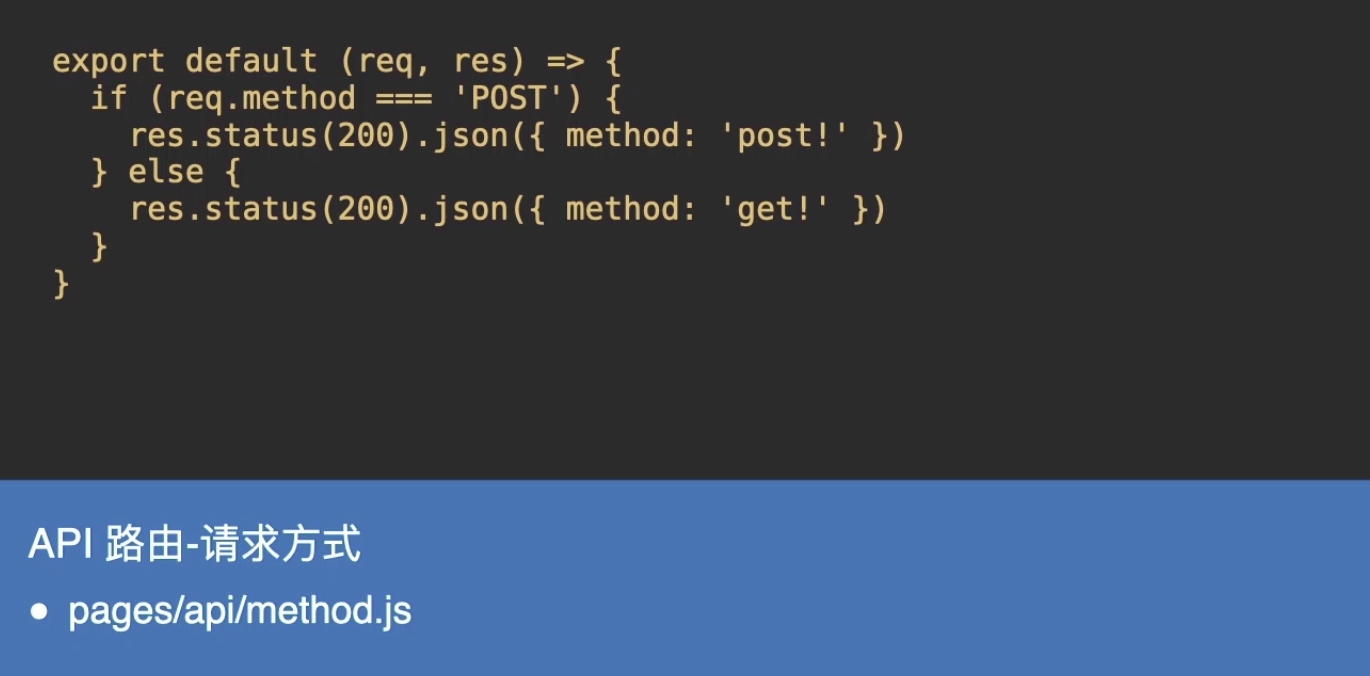 export default (req, res) => {
  if (req.method === 'POST') {
    res.status(200).json({ method: 'post!' })
  } else {
    res.status(200).json({ method: 'get!' })
  }
}
API 路由-请求方式
● pages/api/method.js